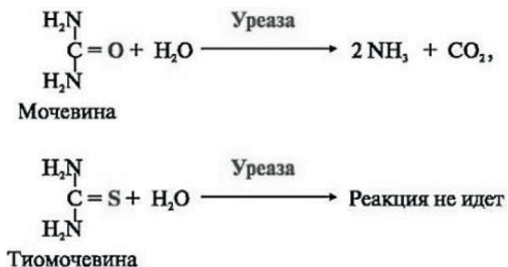 H₂N
Уреаза
C = O + H₂O → 2 NH₃ + CO₂,
H₂N
Мочевина
H₂N
Уреаза
C = S + H₂O → Реакция не идет
H₂N
Тиомочевина